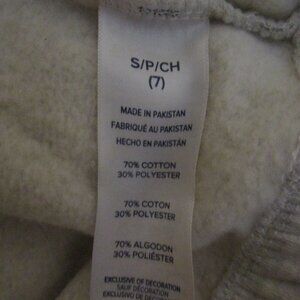 S/P/CH
(7)
MADE IN PAKISTAN
FABRIQUÉ AU PAKISTAN
HECHO EN PAKISTÁN
70% COTTON
30% POLYESTER
70% COTON
30% POLYESTER
70% ALGODON
30% POLIÉSTER
EXCLUSIVE OF DECORATION
SAUF DÉCORATION